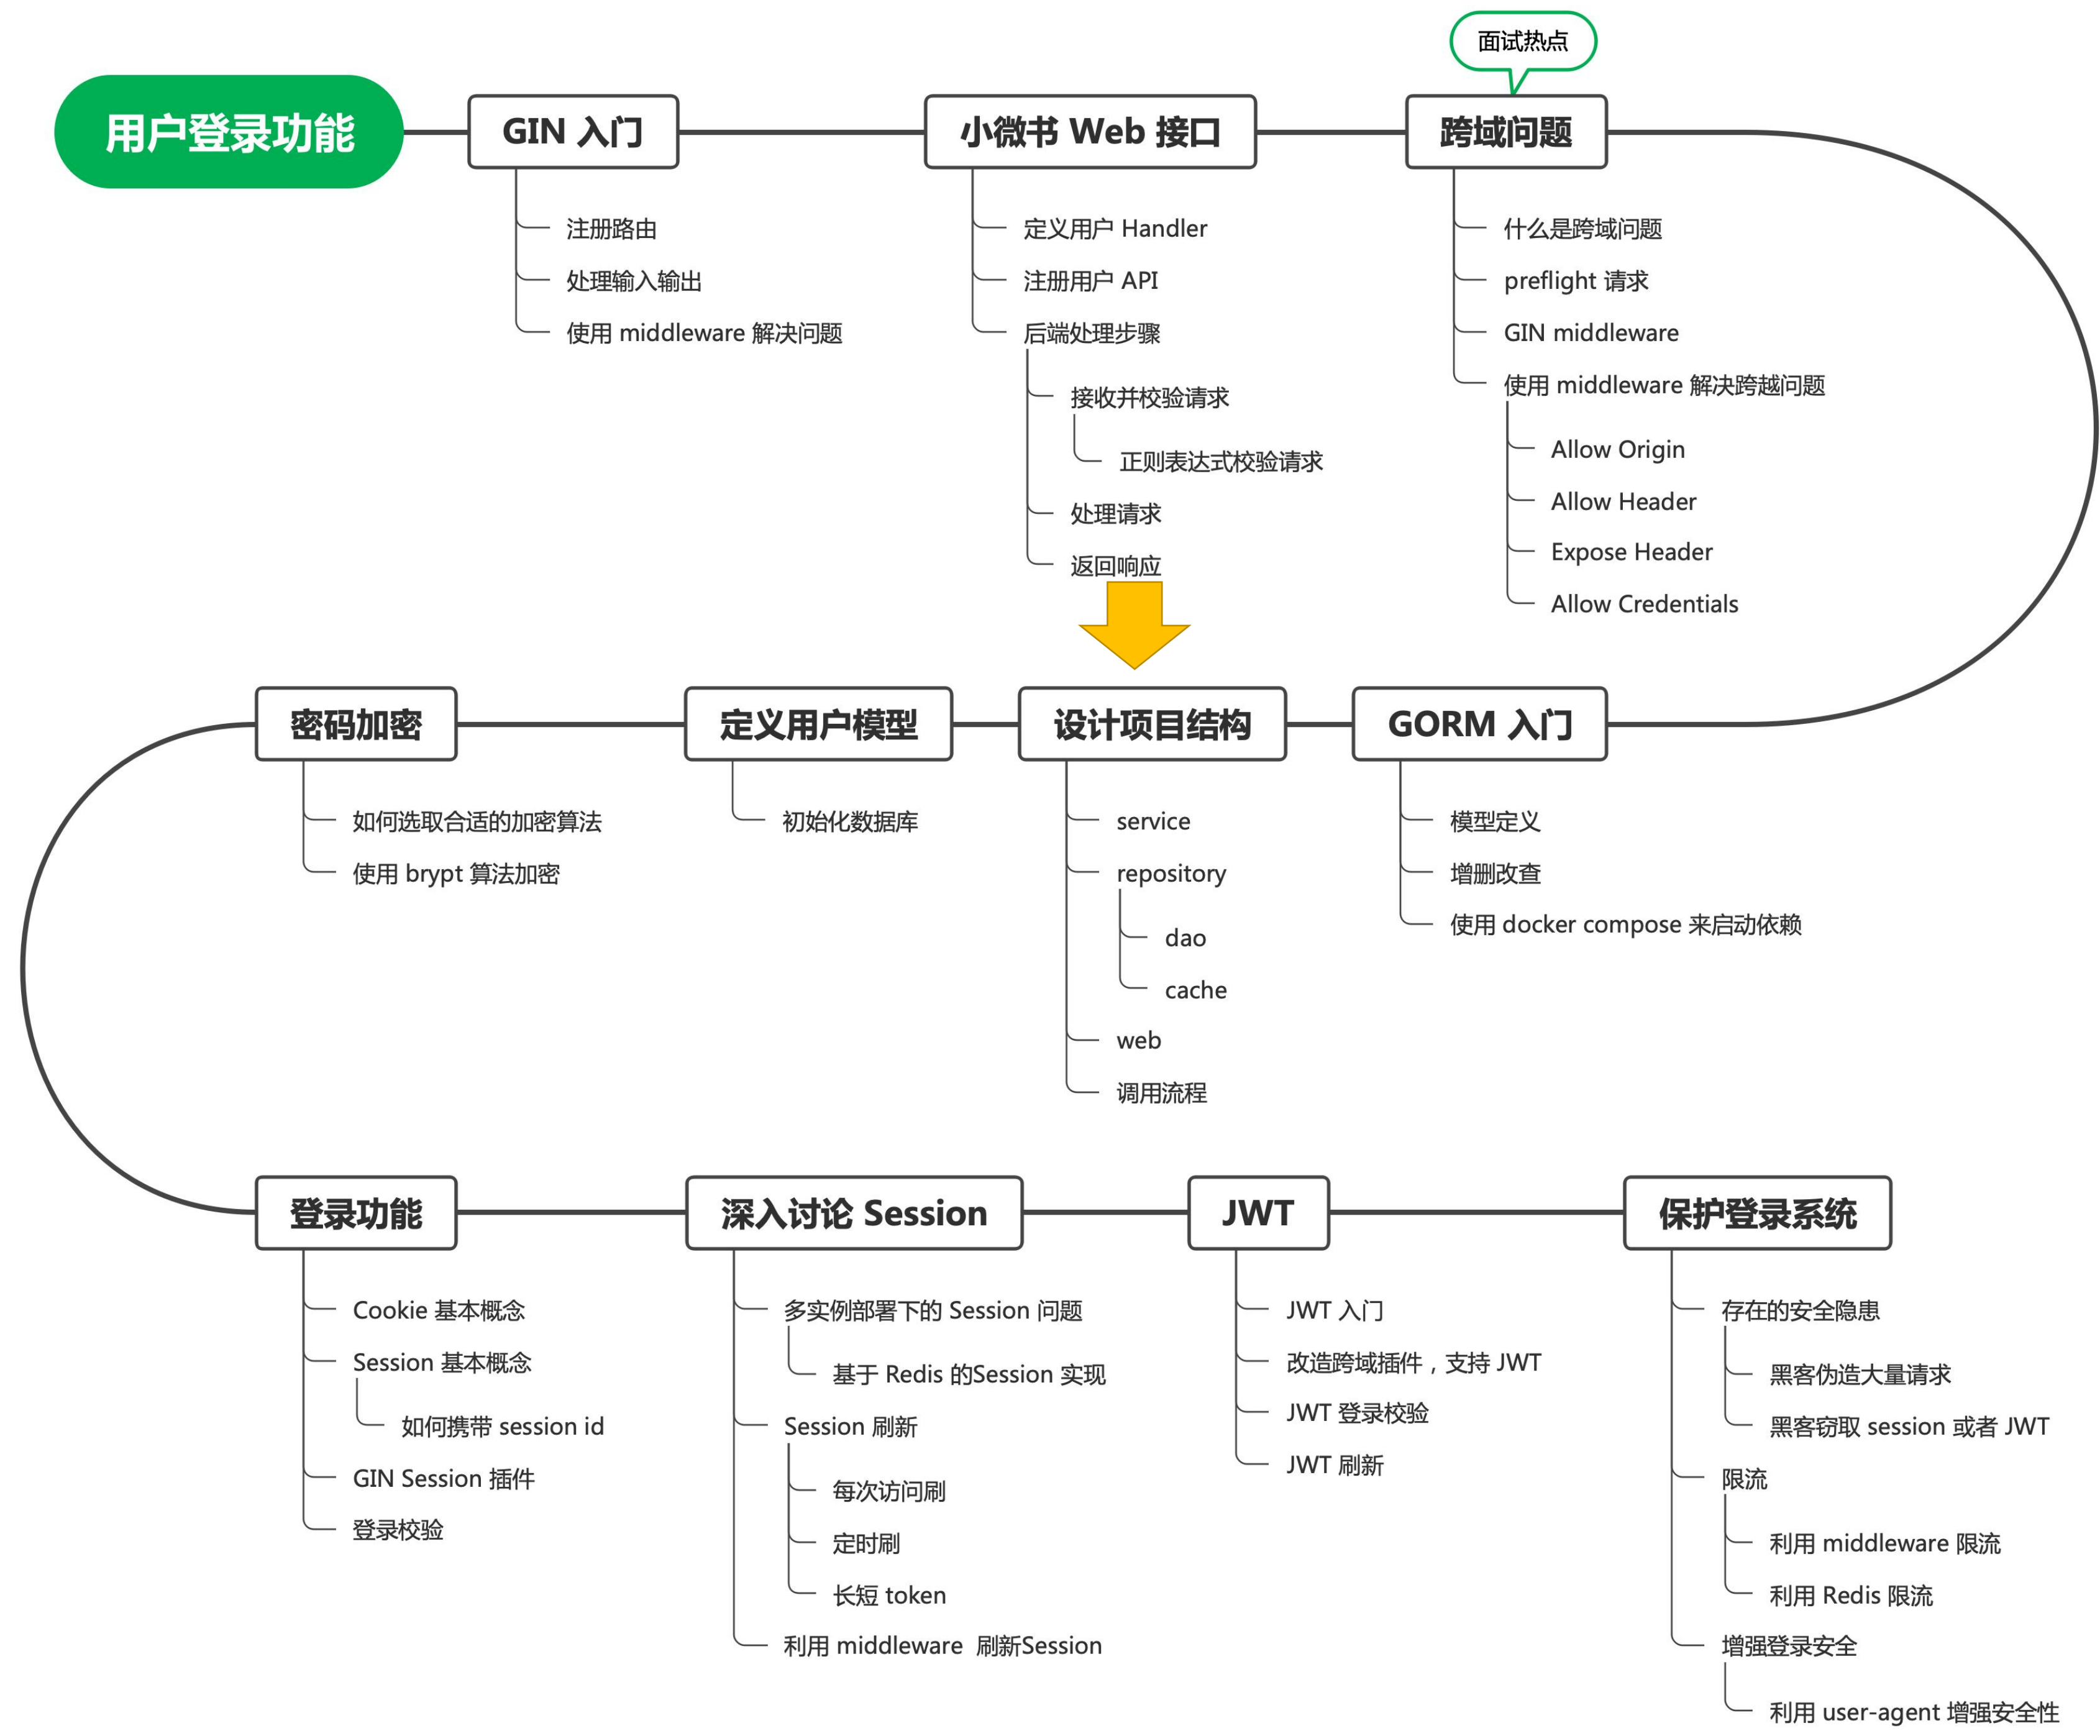 面试热点
用户登录功能
GIN 入门
注册路由
处理输入输出
使用 middleware 解决问题
小微书 Web 接口
定义用户 Handler
注册用户 API
后端处理步骤
接收并校验请求
正则表达式校验请求
处理请求
返回响应
跨域问题
什么是跨域问题
preflight 请求
GIN middleware
使用 middleware 解决跨越问题
Allow Origin
Allow Header
Expose Header
Allow Credentials
GORM 入门
模型定义
增删改查
使用 docker compose 来启动依赖
设计项目结构
service
repository
dao
cache
web
调用流程
定义用户模型
初始化数据库
密码加密
如何选取合适的加密算法
使用 brypt 算法加密
登录功能
Cookie 基本概念
Session 基本概念
如何携带 session id
GIN Session 插件
登录校验
深入讨论 Session
多实例部署下的 Session 问题
基于 Redis 的Session 实现
Session 刷新
每次访问刷
定时刷
长短 token
利用 middleware  刷新Session
JWT
JWT 入门
改造跨域插件，支持 JWT
JWT 登录校验
JWT 刷新
保护登录系统
存在的安全隐患
黑客伪造大量请求
黑客窃取 session 或者 JWT
限流
利用 middleware 限流
利用 Redis 限流
增强登录安全
利用 user-agent 增强安全性